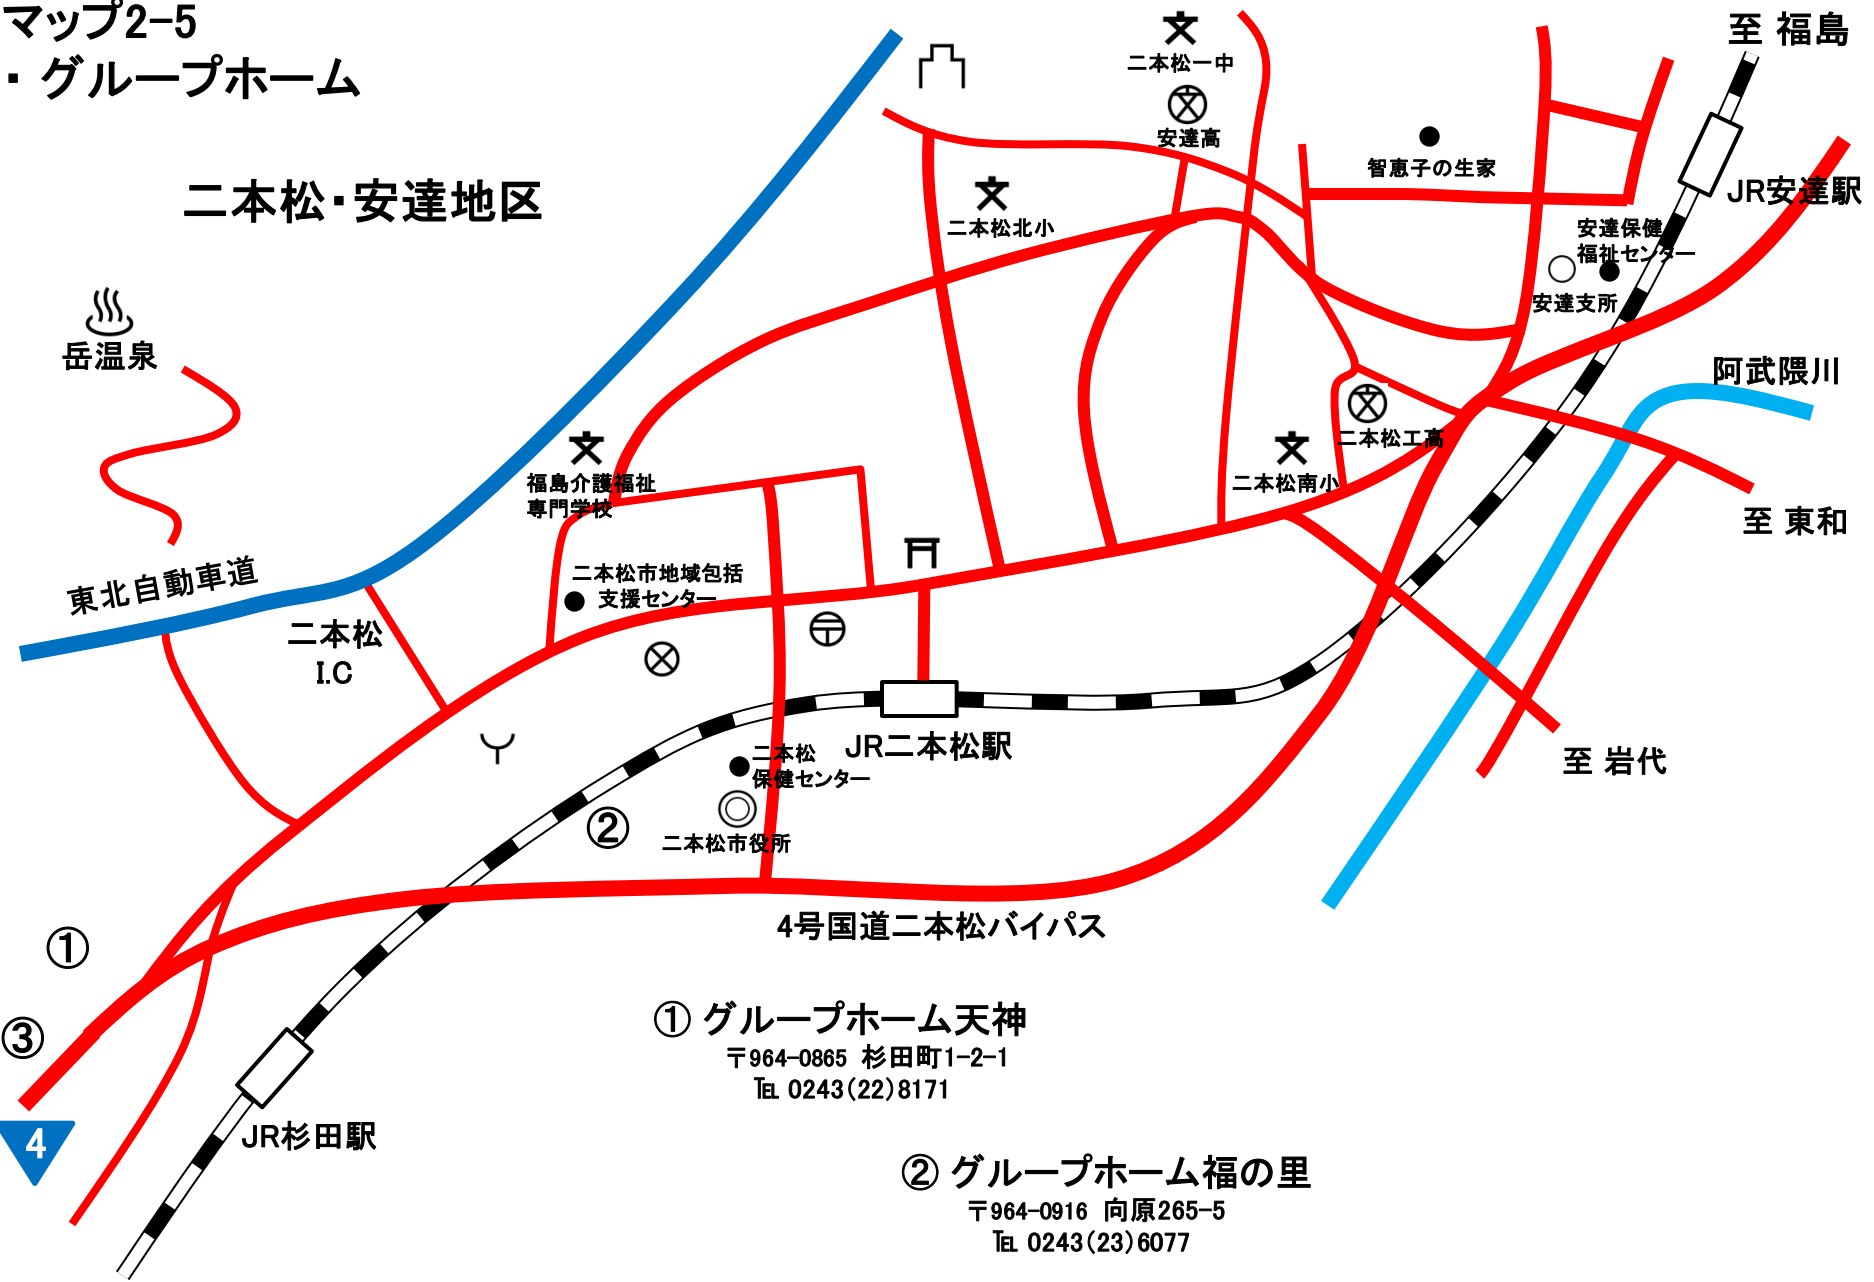 マップ2-5
・グループホーム
二本松・安達地区
至 福島
二本松一中
安達高
智恵子の生家
JR安達駅
二本松北小
安達保健
福祉センター
安達支所
岳温泉
阿武隈川
二本松工高
二本松南小
福島介護福祉
専門学校
至 東和
東北自動車道
二本松市地域包括
支援センター
二本松
I.C
〒
JR二本松駅
二本松
保健センター
至 岩代
②
二本松市役所
4号国道二本松バイパス
①
③
4
JR杉田駅
① グループホーム天神
〒964-0865 杉田町1-2-1
℡ 0243(22)8171
② グループホーム福の里
〒964-0916 向原265-5
℡ 0243(23)6077